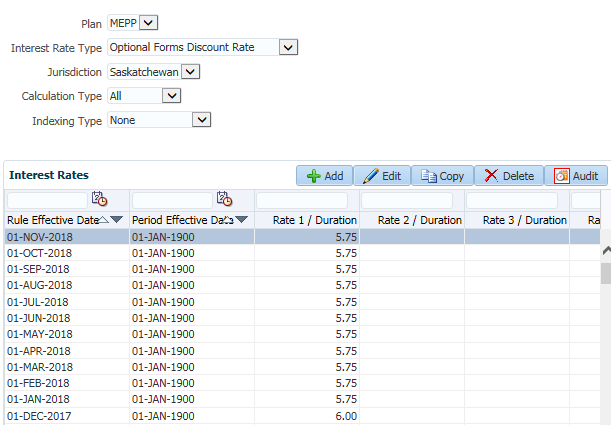 Plan MEPP
Interest Rate Type Optional Forms Discount Rate
Jurisdiction Saskatchewan
Calculation Type All
Indexing Type None
Interest Rates Add Edit Copy Delete Audit
Rule Effective Date Period Effective Date Rate 1 / Duration Rate 2 / Duration Rate 3 / Duration Ra
01-NOV-2018 01-JAN-1900 5.75
01-OCT-2018 01-JAN-1900 5.75
01-SEP-2018 01-JAN-1900 5.75
01-AUG-2018 01-JAN-1900 5.75
01-JUL-2018 01-JAN-1900 5.75
01-JUN-2018 01-JAN-1900 5.75
01-MAY-2018 01-JAN-1900 5.75
01-APR-2018 01-JAN-1900 5.75
01-MAR-2018 01-JAN-1900 5.75
01-FEB-2018 01-JAN-1900 5.75
01-JAN-2018 01-JAN-1900 5.75
01-DEC-2017 01-JAN-1900 6.00